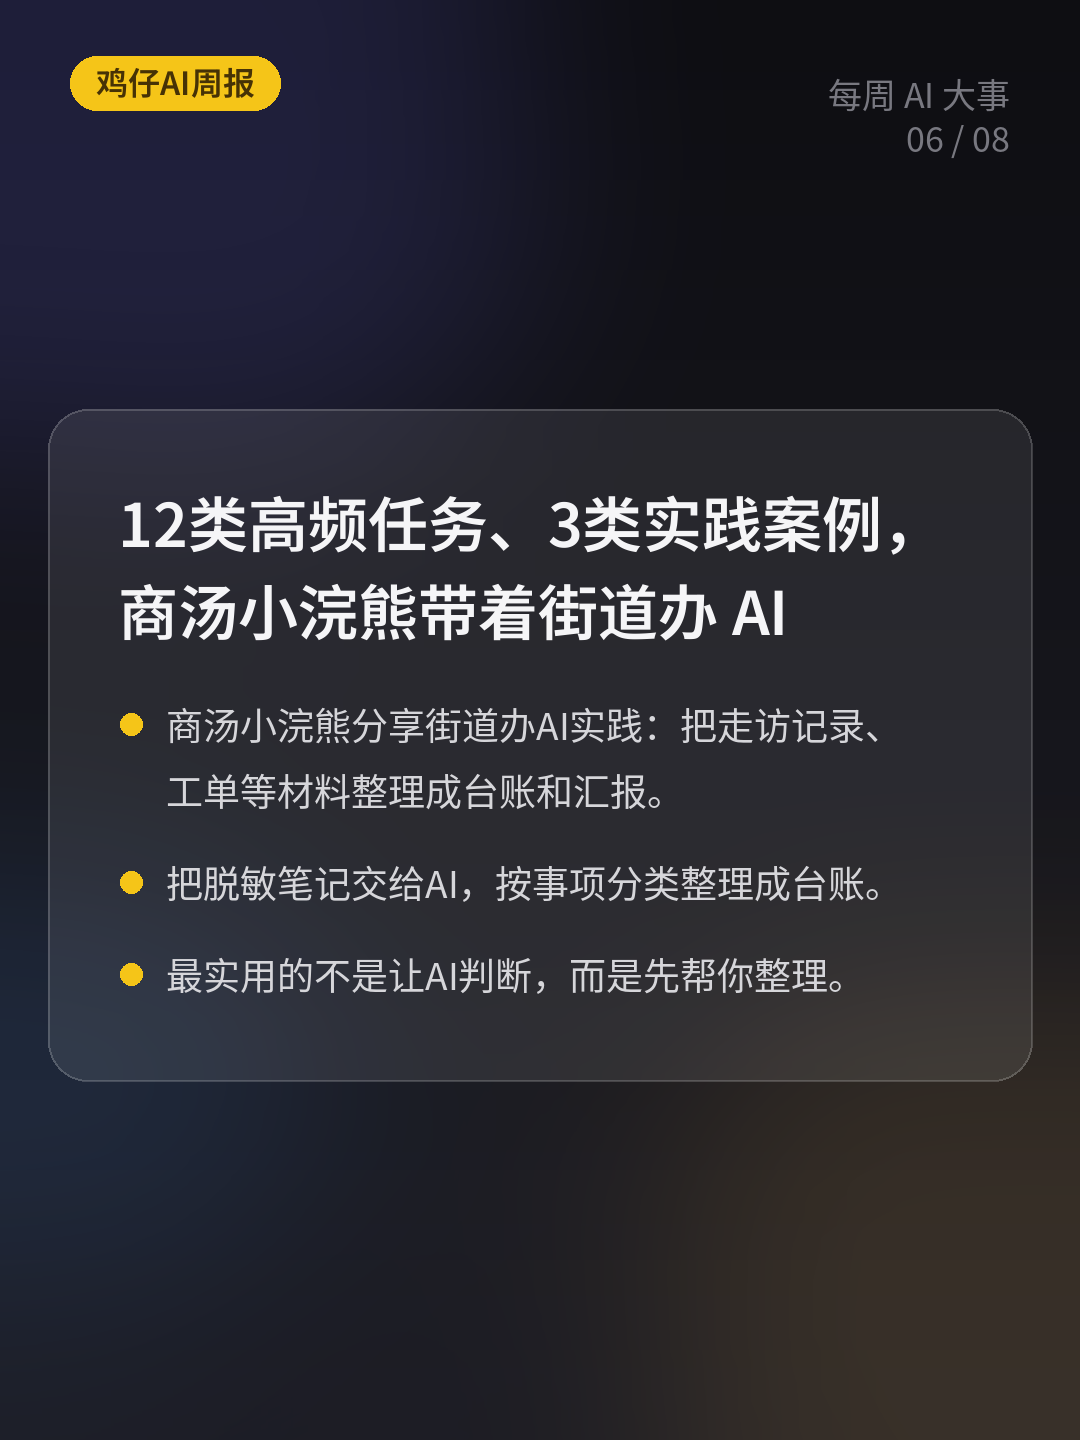 鸡仔AI周报
每周 AI 大事
06 / 08
12类高频任务、3类实践案例，
商汤小浣熊带着街道办 AI
商汤小浣熊分享街道办AI实践：把走访记录、
工单等材料整理成台账和汇报。
把脱敏笔记交给AI，按事项分类整理成台账。
最实用的不是让AI判断，而是先帮你整理。